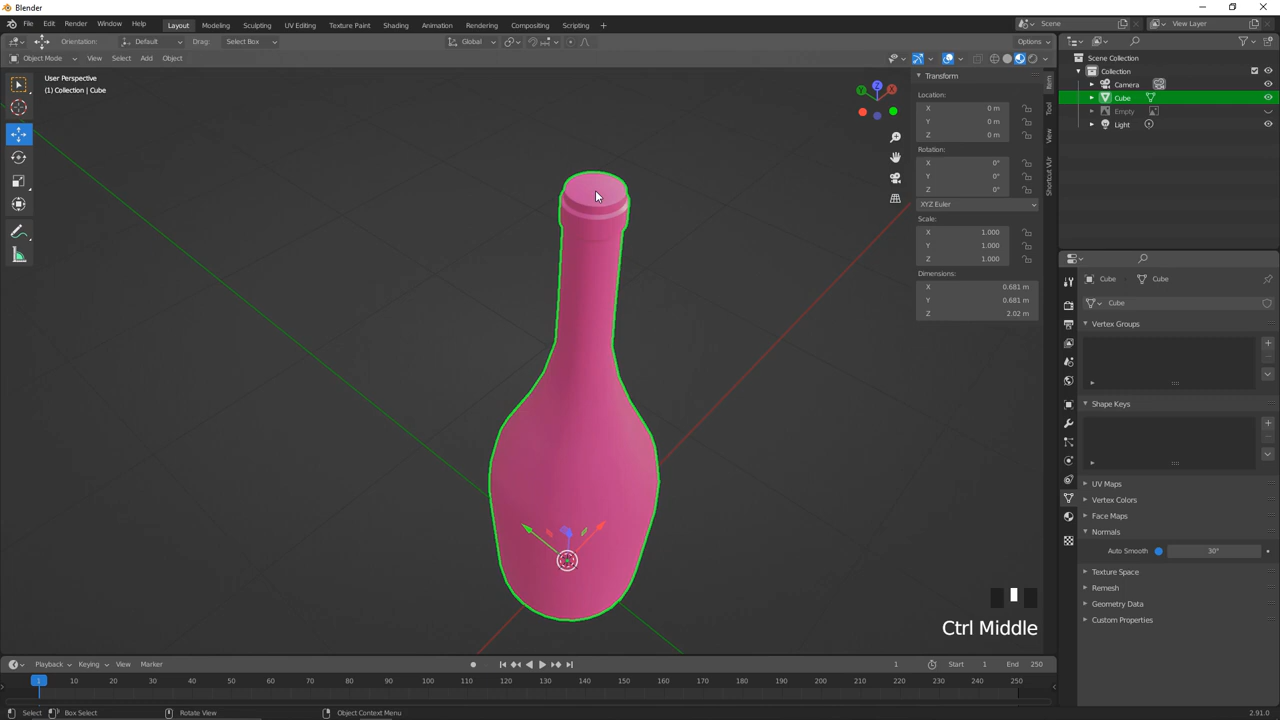 Blender
File Edit Render Window Help
Layout Modeling Sculpting UV Editing Texture Paint Shading Animation Rendering Compositing Scripting +
Scene
View Layer
Orientation: Default Drag: Select Box Global Options
Object Mode View Select Add Object
User Perspective
(1) Collection | Cube
Transform
Location:
X 0 m
Y 0 m
Z 0 m
Rotation:
X 0°
Y 0°
Z 0°
XYZ Euler
Scale:
X 1.000
Y 1.000
Z 1.000
Dimensions:
X 0.681 m
Y 0.681 m
Z 2.02 m
Item
Tool
View
Shortcut VUr
Scene Collection
Collection
Camera
Cube
Empty
Light
Cube Cube
Cube
Vertex Groups
Shape Keys
UV Maps
Vertex Colors
Face Maps
Normals
Auto Smooth 30°
Texture Space
Remesh
Geometry Data
Custom Properties
Ctrl Middle
Playback Keying View Marker 1 Start 1 End 250
1 10 20 30 40 50 60 70 80 90 100 110 120 130 140 150 160 170 180 190 200 210 220 230 240 250
Select Box Select Rotate View Object Context Menu 2.91.0